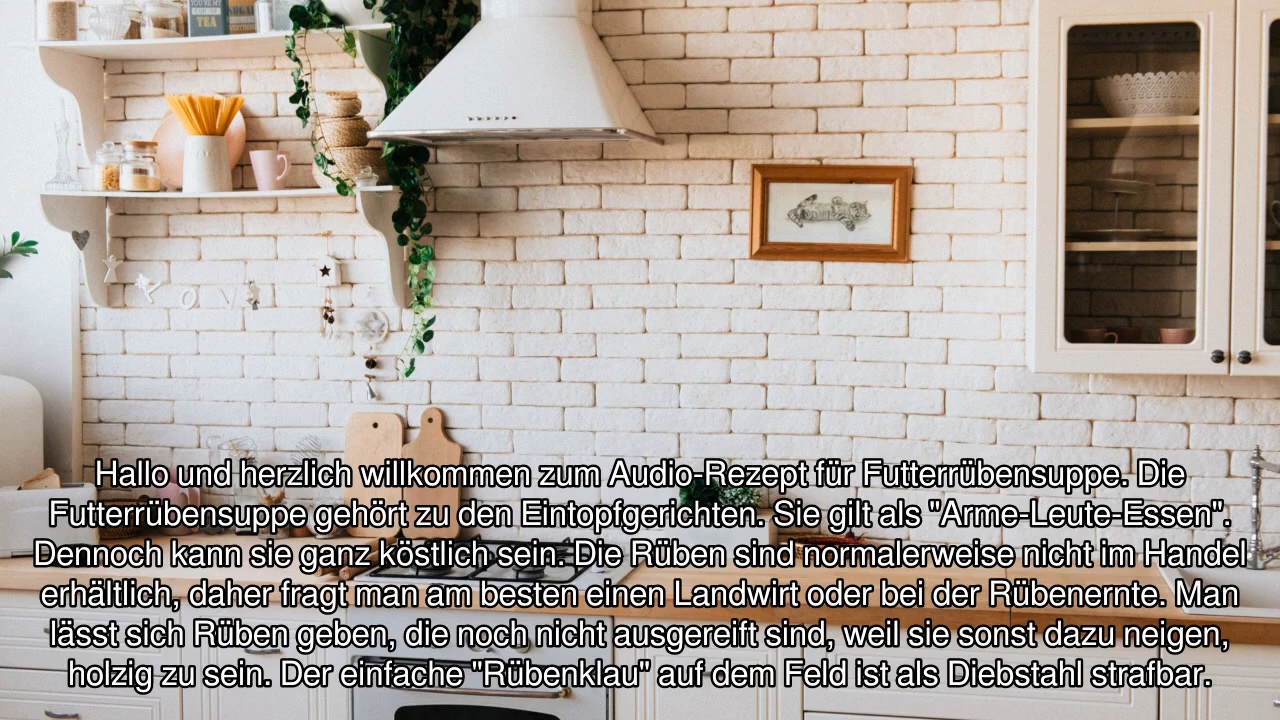 TEA
SUGAR
Hallo und herzlich willkommen zum Audio-Rezept für Futterrübensuppe. Die
Futterrübensuppe gehört zu den Eintopfgerichten. Sie gilt als "Arme-Leute-Essen".
Dennoch kann sie ganz köstlich sein. Die Rüben sind normalerweise nicht im Handel
erhältlich, daher fragt man am besten einen Landwirt oder bei der Rübenernte. Man
lässt sich Rüben geben, die noch nicht ausgereift sind, weil sie sonst dazu neigen,
holzig zu sein. Der einfache "Rübenklau" auf dem Feld ist als Diebstahl strafbar.